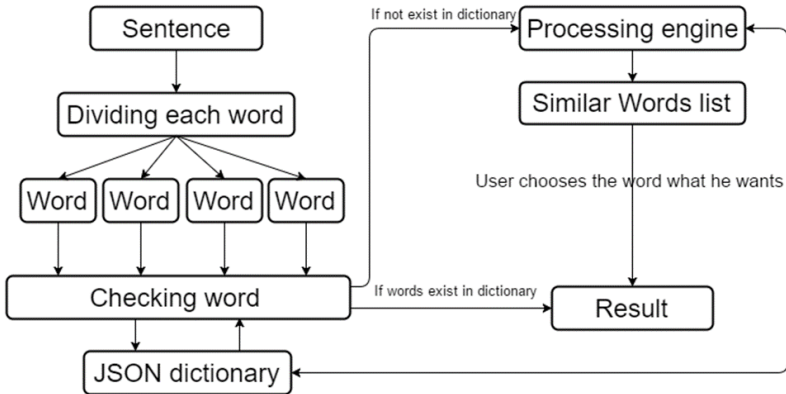 Sentence
If not exist in dictionary
Processing engine
Dividing each word
Similar Words list
Word
Word
Word
Word
User chooses the word what he wants
Checking word
If words exist in dictionary
Result
JSON dictionary